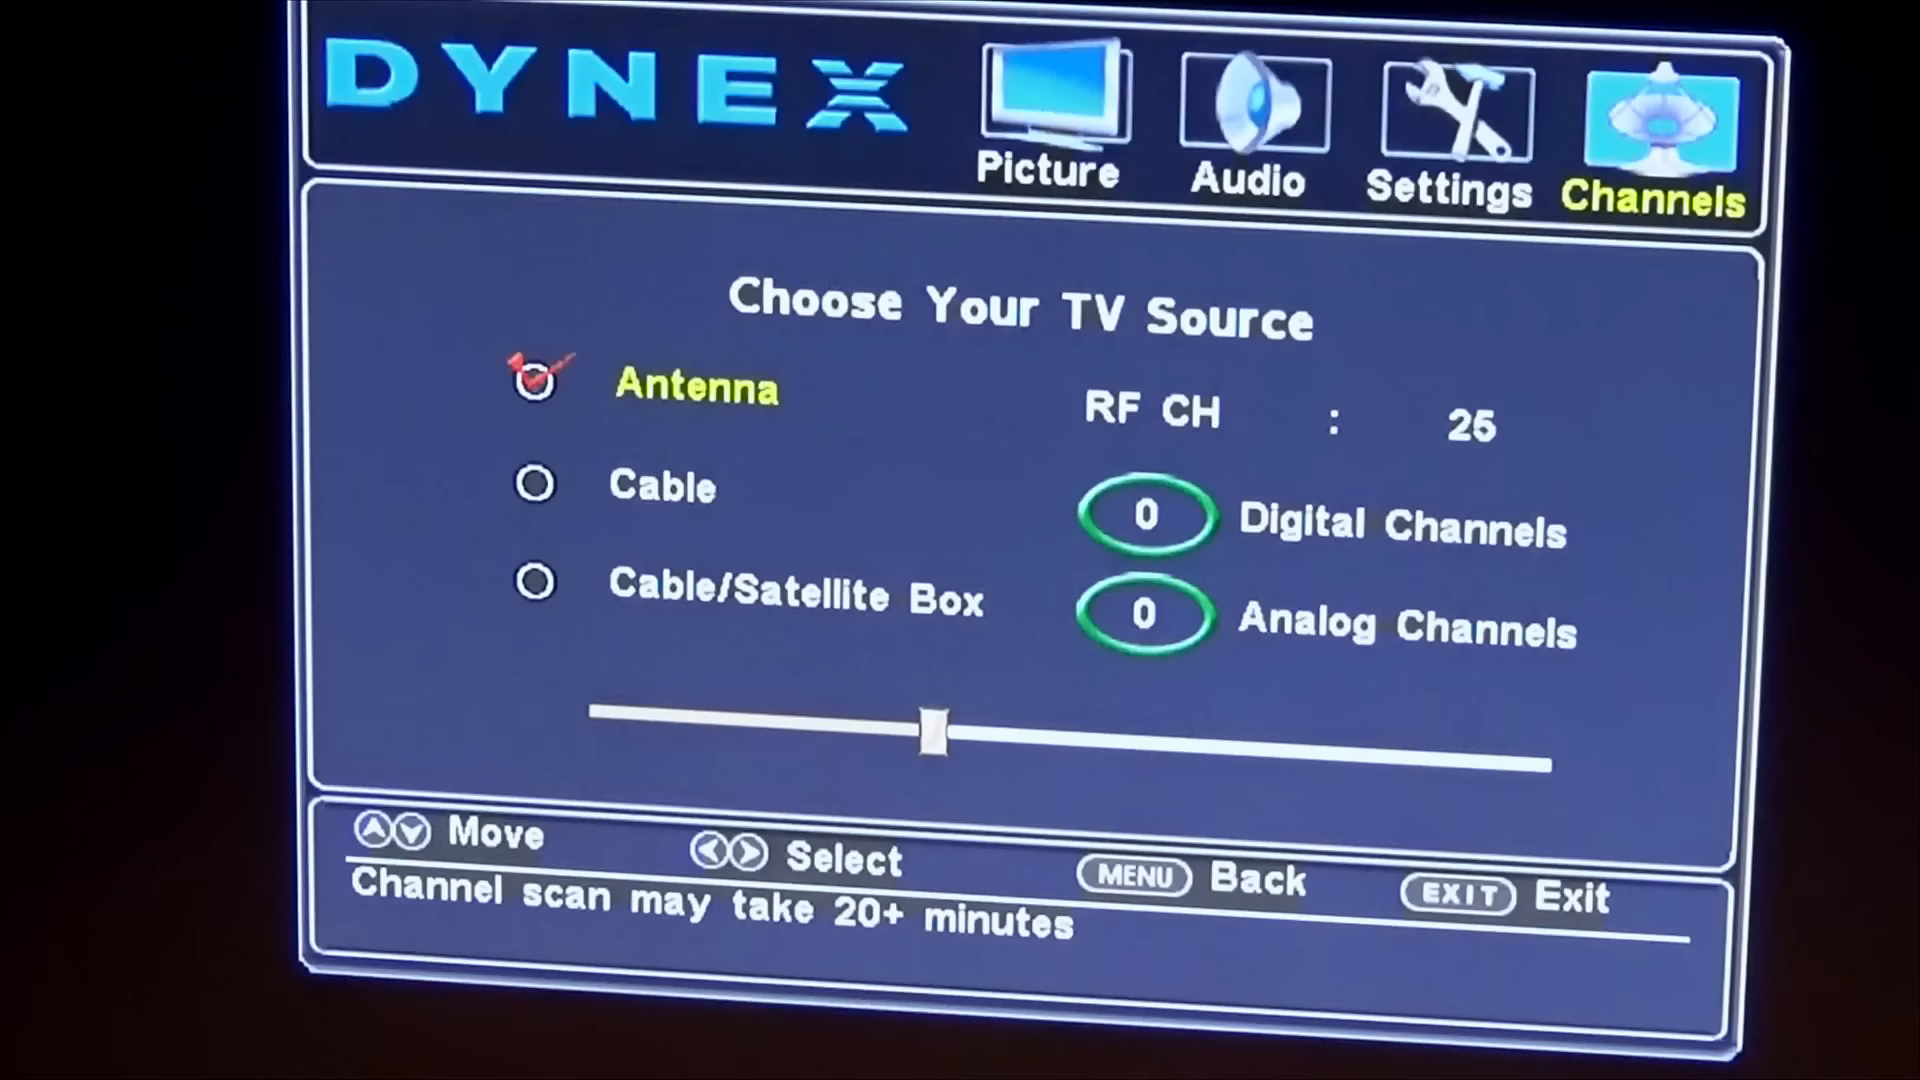 DYNEX
Picture
Audio
Settings
Channels
Choose Your TV Source
Antenna
RF CH : 25
Cable
0 Digital Channels
Cable/Satellite Box
0 Analog Channels
Move
Select
MENU Back
EXIT Exit
Channel scan may take 20+ minutes